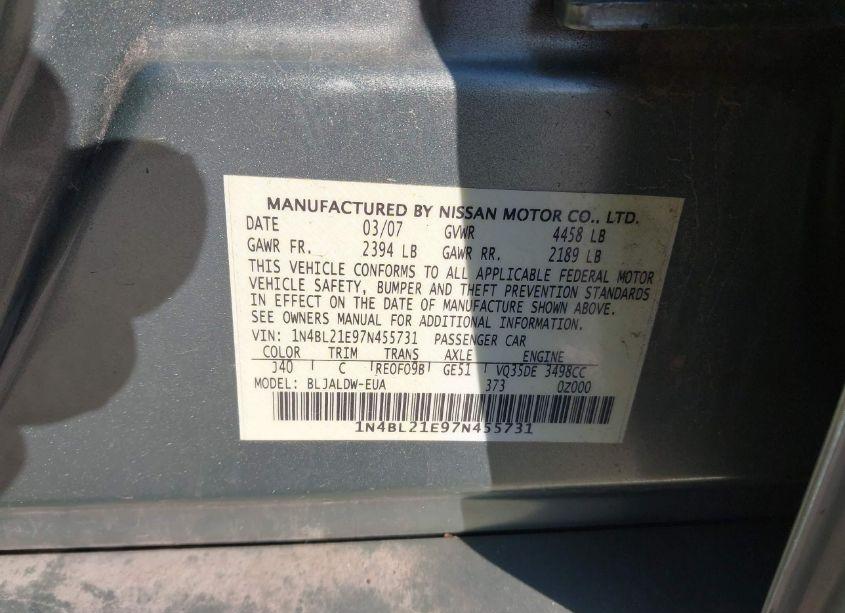 MANUFACTURED BY NISSAN MOTOR CO., LTD.
DATE 03/07 GVWR 4458 LB
GAWR FR. 2394 LB GAWR RR. 2189 LB
THIS VEHICLE CONFORMS TO ALL APPLICABLE FEDERAL MOTOR
VEHICLE SAFETY, BUMPER AND THEFT PREVENTION STANDARDS
IN EFFECT ON THE DATE OF MANUFACTURE SHOWN ABOVE.
SEE OWNERS MANUAL FOR ADDITIONAL INFORMATION.
VIN: 1N4BL21E97N455731 PASSENGER CAR
COLOR TRIM TRANS AXLE ENGINE
J40 C RE0F09B GE51 VQ35DE 3498CC
MODEL: BLJALDW-EUA 373 0Z000
1N4BL21E97N455731